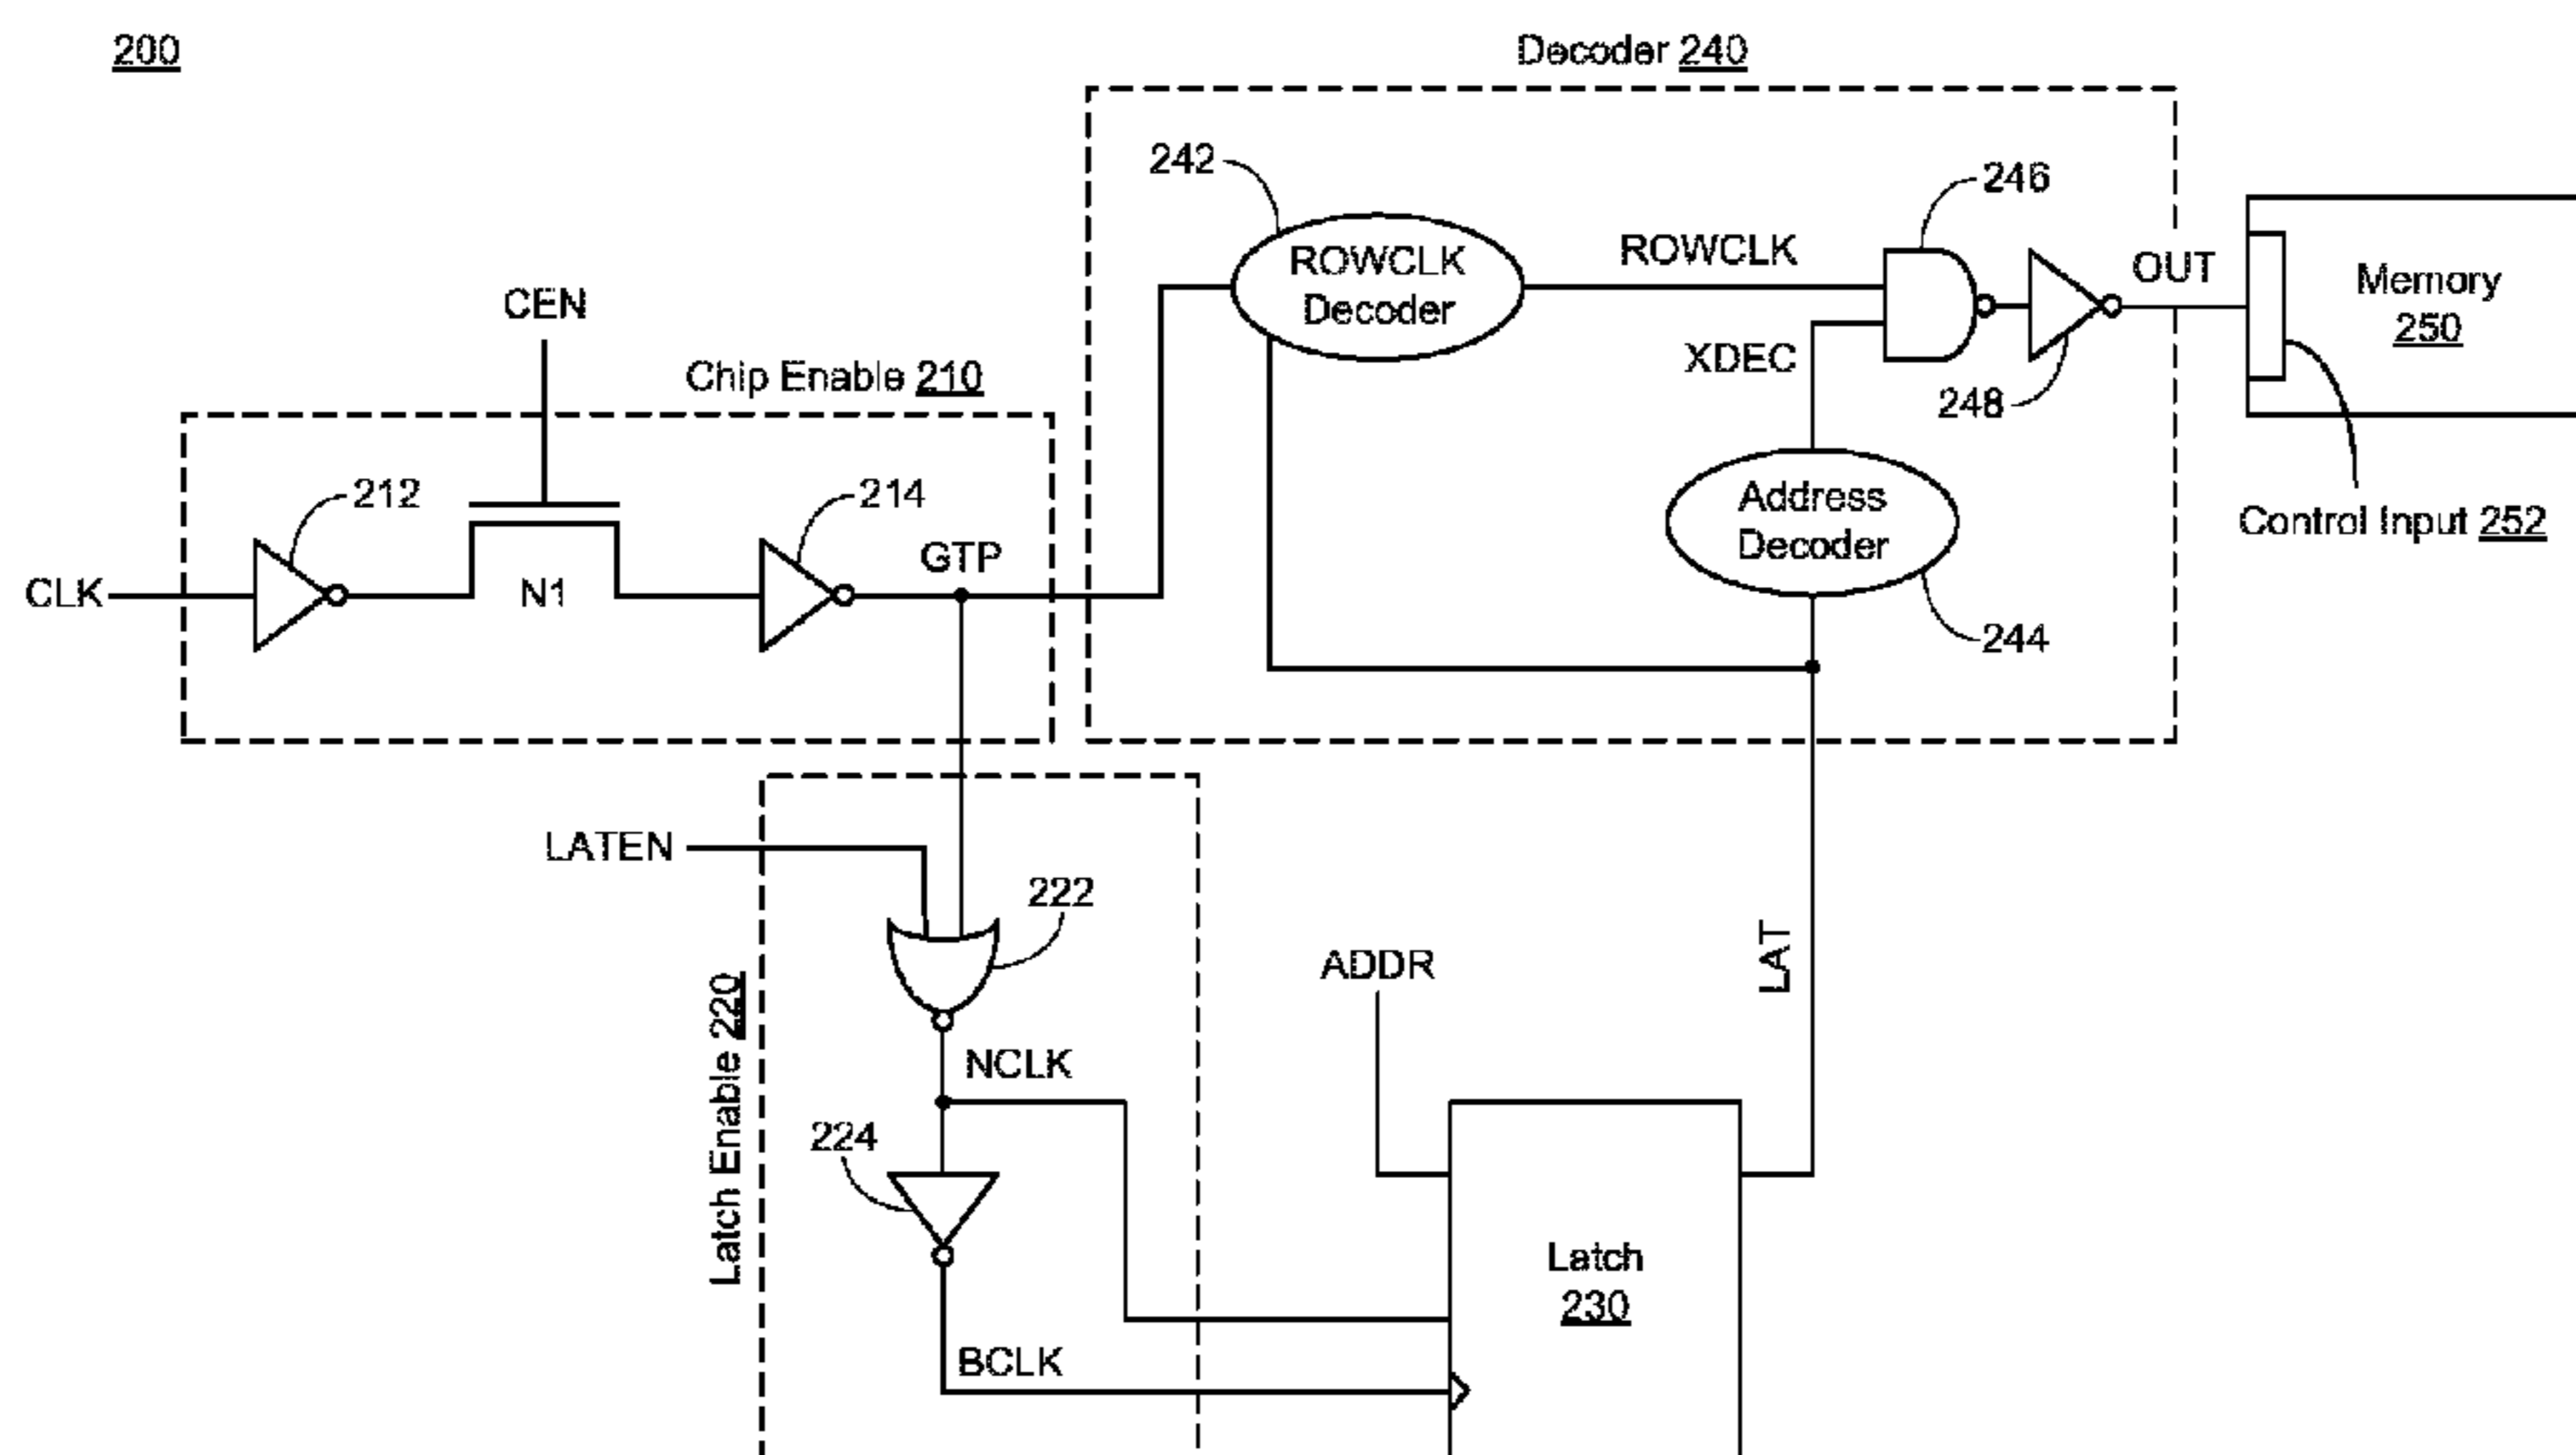 200
Decoder 240
242
246
ROWCLK
Decoder
ROWCLK
OUT
Memory
250
CEN
XDEC
248
Chip Enable 210
212
214
Address
Decoder
Control Input 252
GTP
CLK
N1
244
LATEN
222
ADDR
LAT
Latch Enable 220
NCLK
224
Latch
230
BCLK